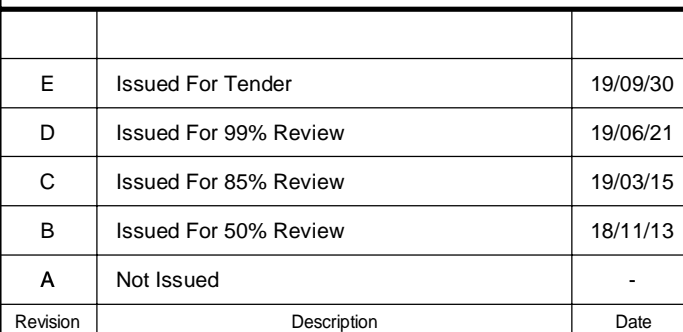 E Issued For Tender 19/09/30
D Issued For 99% Review 19/06/21
C Issued For 85% Review 19/03/15
B Issued For 50% Review 18/11/13
A Not Issued -
Revision Description Date